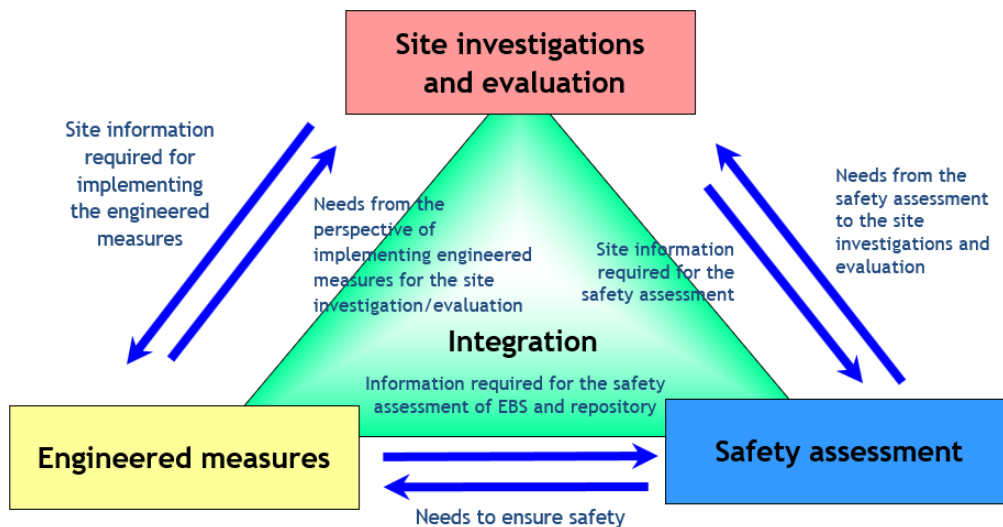 Site investigations
and evaluation
Site information
required for
implementing
the engineered
measures
Needs from the
perspective of
implementing engineered
measures for the site
investigation/evaluation
Site information
required for the
safety assessment
Needs from the
safety assessment
to the site
investigations and
evaluation
Integration
Information required for the safety
assessment of EBS and repository
Engineered measures
Safety assessment
Needs to ensure safety